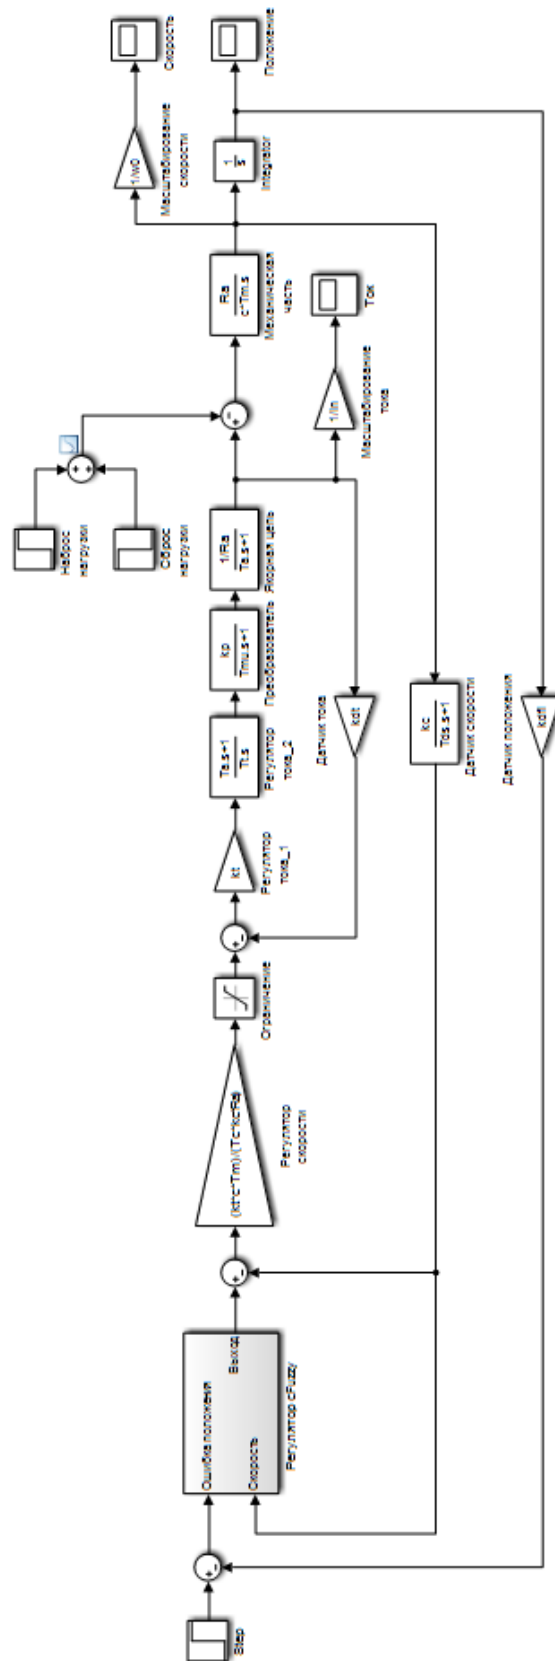 Step
Ошибка положения
Скорость
Выход
Регулятор cFuzzy
(kt*c*Tm)/(Tc*kc*Ra)
Регулятор
скорости
Ограничение
kt
Регулятор
тока_1
Ta.s+1
Tt.s
Регулятор
тока_2
kp
Tmu.s+1
Преобразователь
1/Ra
Ta.s+1
Якорная цепь
Наброс
нагрузки
Сброс
нагрузки
Ra
c*Tm.s
Механическая
часть
1
s
Integrator
1/w0
Масштабирование
скорости
Скорость
Положение
1/In
Масштабирование
тока
Ток
Датчик тока
kdt
kc
Tds.s+1
Датчик скорости
Датчик положения
kdfi